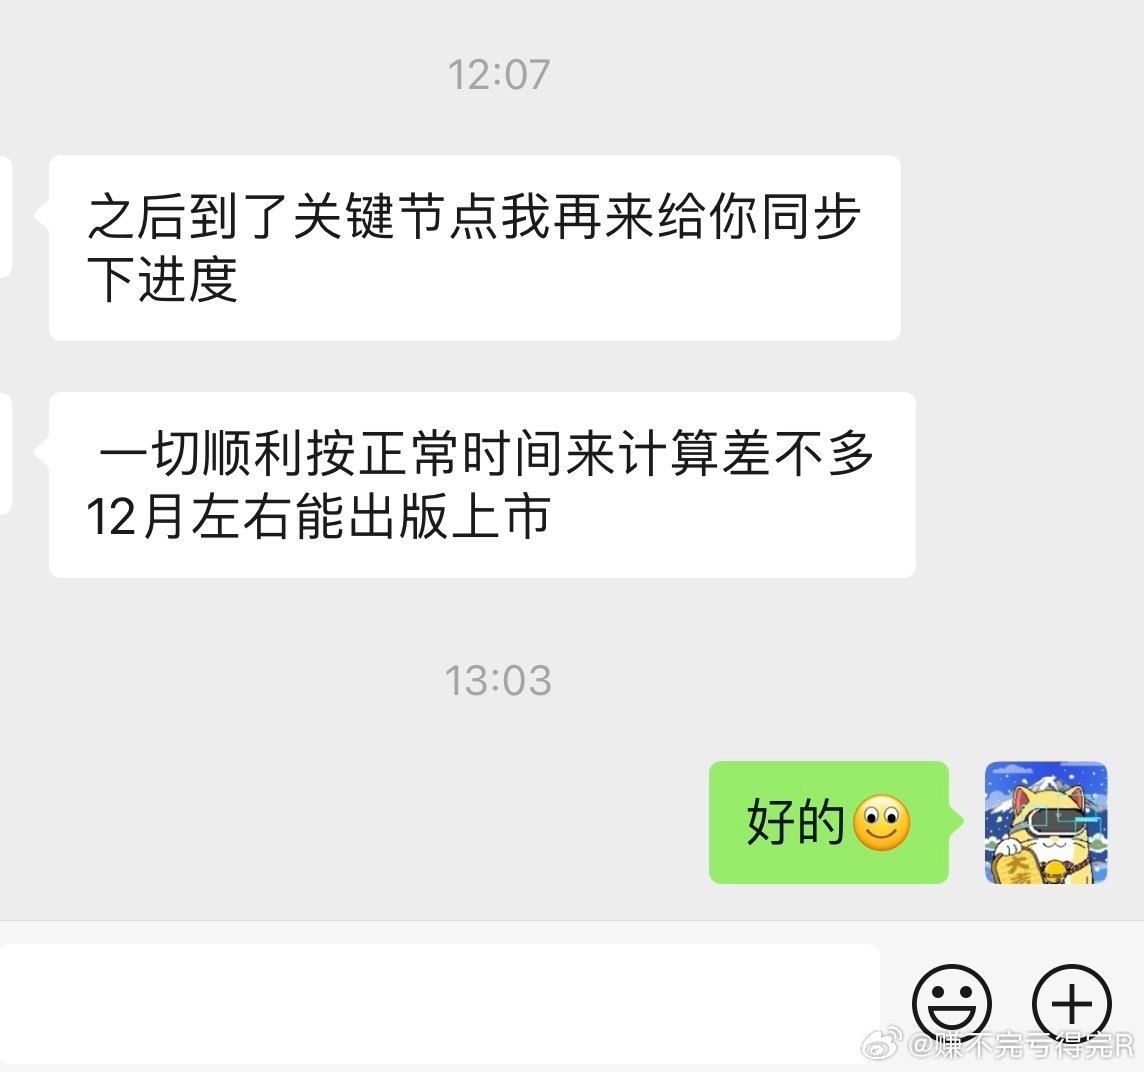 12:07
之后到了关键节点我再来给你同步
下进度
一切顺利按正常时间来计算差不多
12月左右能出版上市
13:03
好的🙂
大吉
@赚不完亏得完R